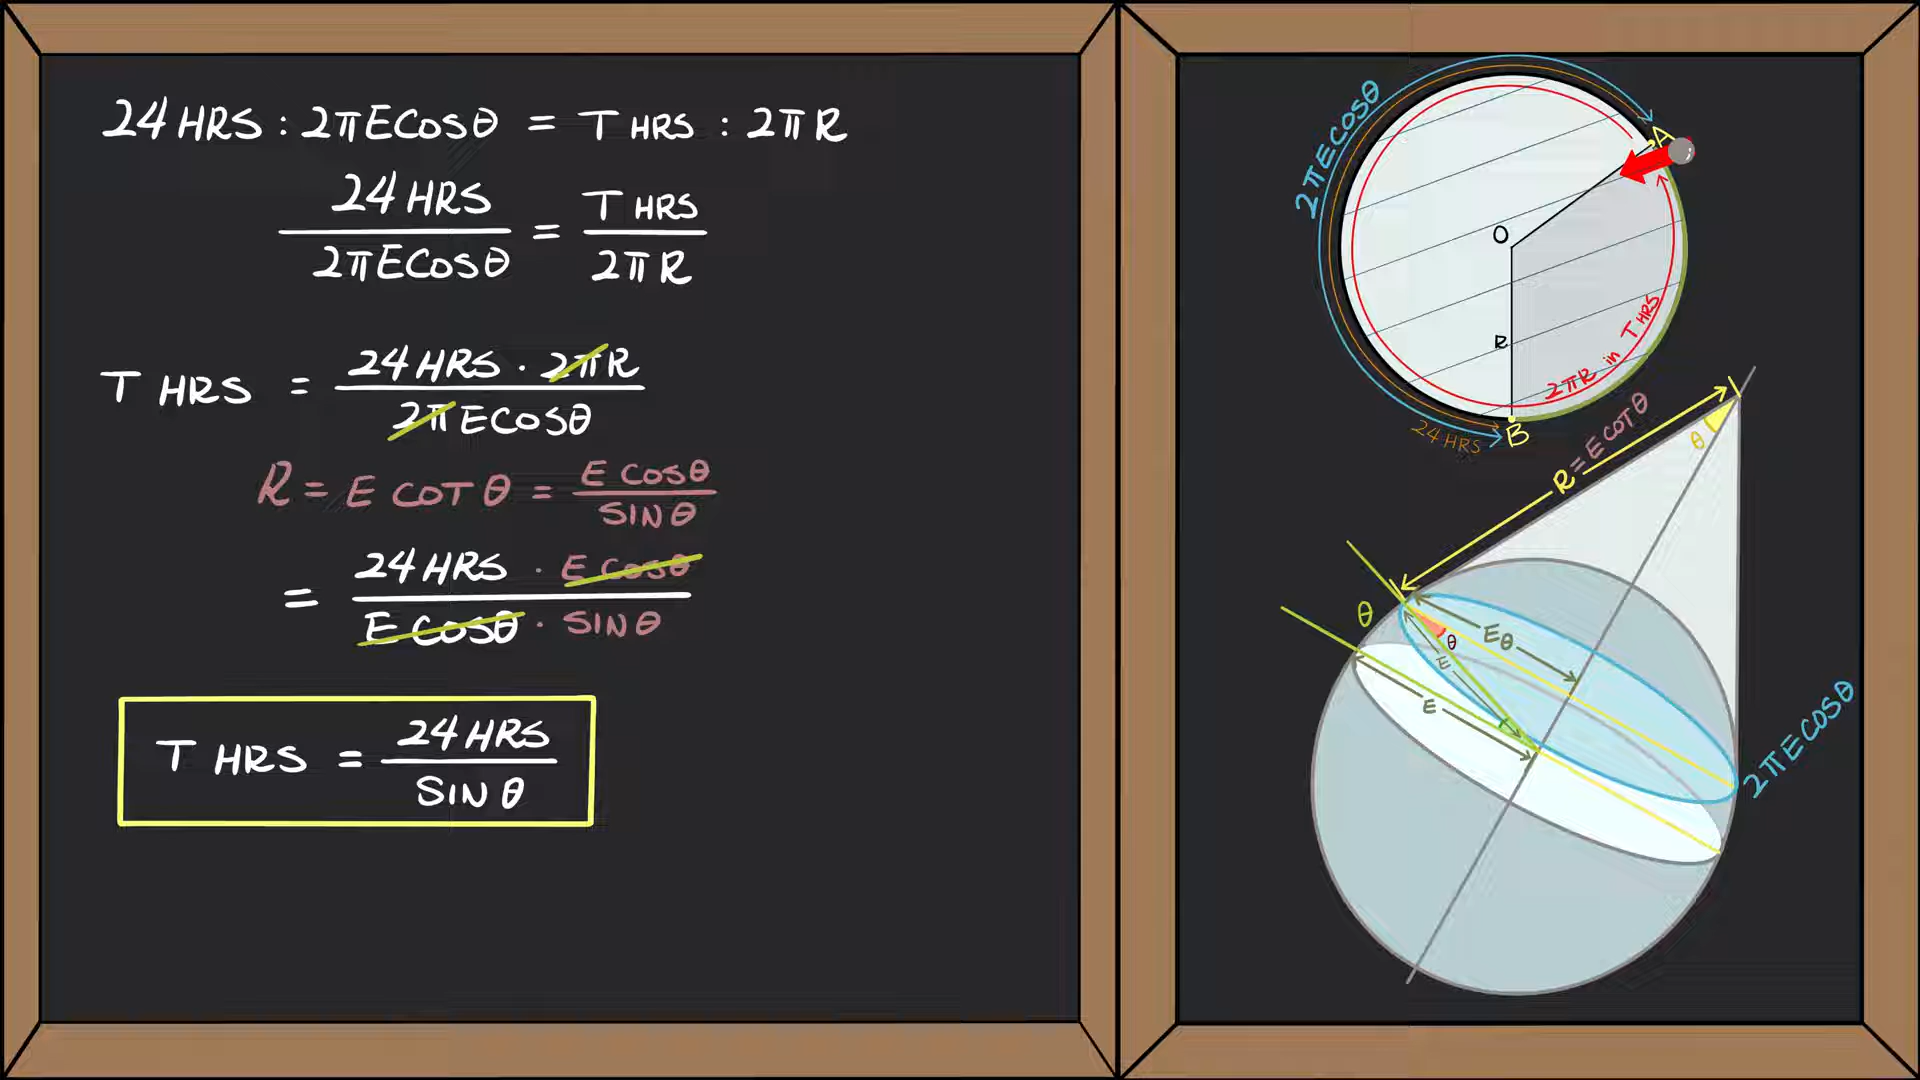 24 HRS : 2πECOSθ = T HRS : 2πR
24 HRS / 2πECOSθ = T HRS / 2πR
T HRS = 24 HRS · 2πR / 2πECOSθ
R = E COT θ = E COSθ / SINθ
= 24 HRS · E COSθ / E COSθ · SINθ
T HRS = 24 HRS / SIN θ
2πECOSθ
A
O
R
2πR in T HRS
24 HRS
B
R = E COT θ
θ
θ
Eθ
θ
E
E
2πECOSθ